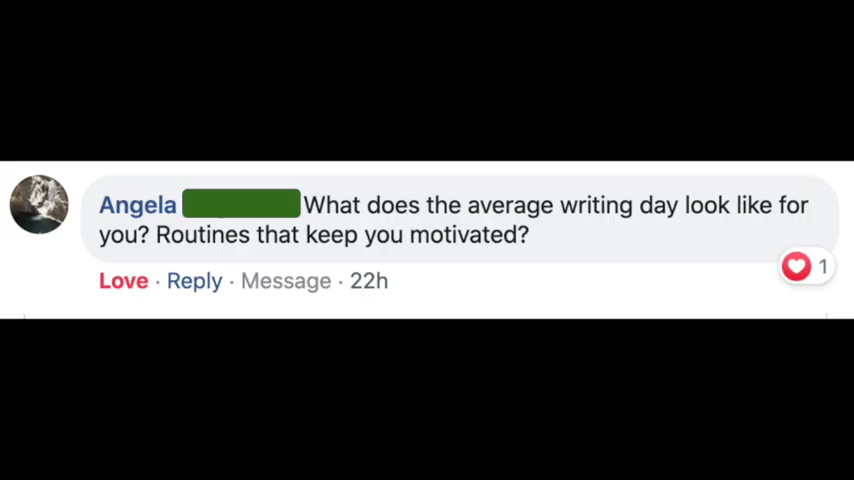 Angela What does the average writing day look like for
you? Routines that keep you motivated?
Love · Reply · Message · 22h
1